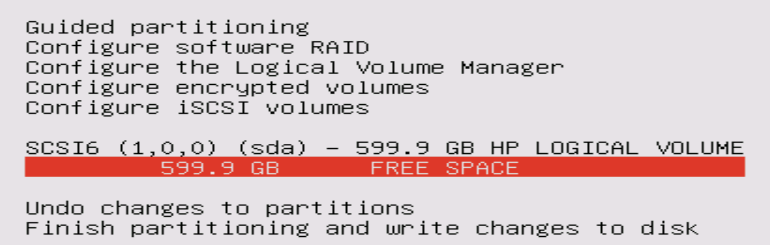 Guided partitioning
Configure software RAID
Configure the Logical Volume Manager
Configure encrypted volumes
Configure iSCSI volumes
SCSI6 (1,0,0) (sda) – 599.9 GB HP LOGICAL VOLUME
599.9 GB FREE SPACE
Undo changes to partitions
Finish partitioning and write changes to disk